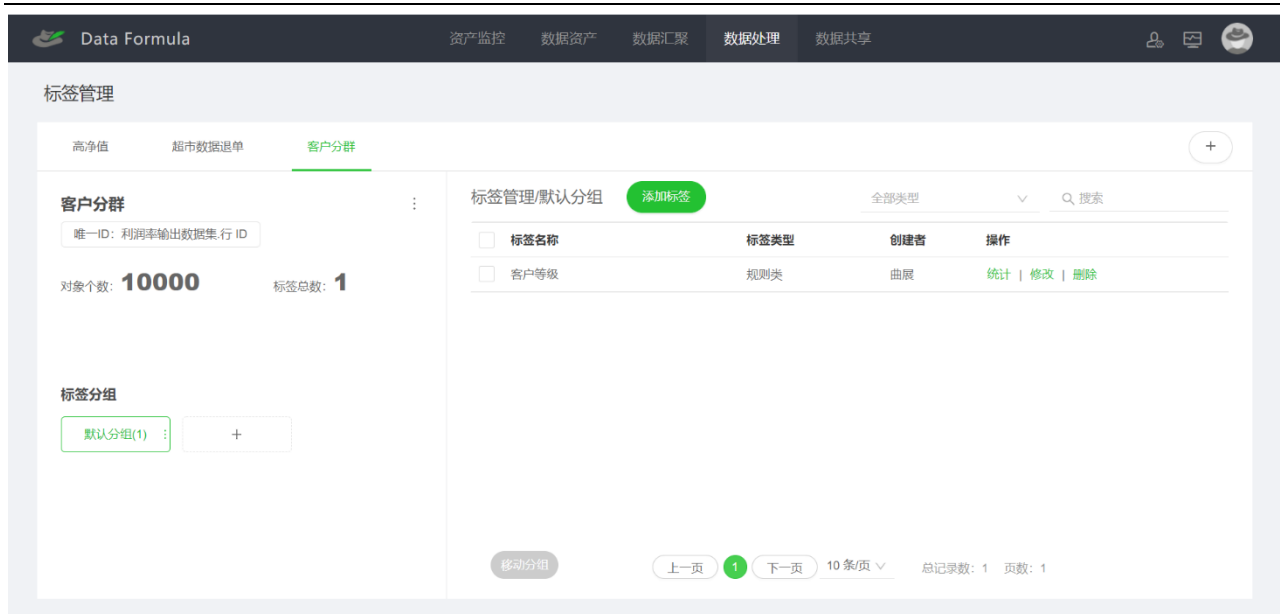 Data Formula 资产监控 数据资产 数据汇聚 数据处理 数据共享
标签管理
高净值 超市数据退单 客户分群 +
客户分群
唯一ID: 利润率输出数据集.行 ID
对象个数: 10000 标签总数: 1
标签分组
默认分组(1) +
标签管理/默认分组 添加标签 全部类型 搜索
标签名称 标签类型 创建者 操作
客户等级 规则类 曲展 统计 | 修改 | 删除
移动分组 上一页 1 下一页 10 条/页 总记录数: 1 页数: 1